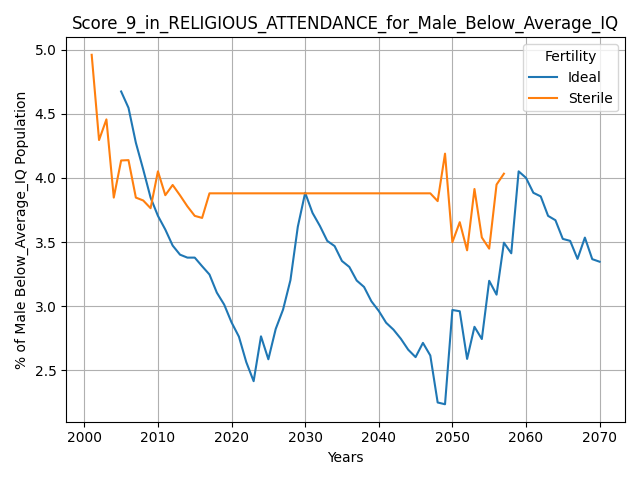 Score_9_in_RELIGIOUS_ATTENDANCE_for_Male_Below_Average_IQ
% of Male Below_Average_IQ Population
5.0
4.5
4.0
3.5
3.0
2.5
Fertility
Ideal
Sterile
2000 2010 2020 2030 2040 2050 2060 2070
Years